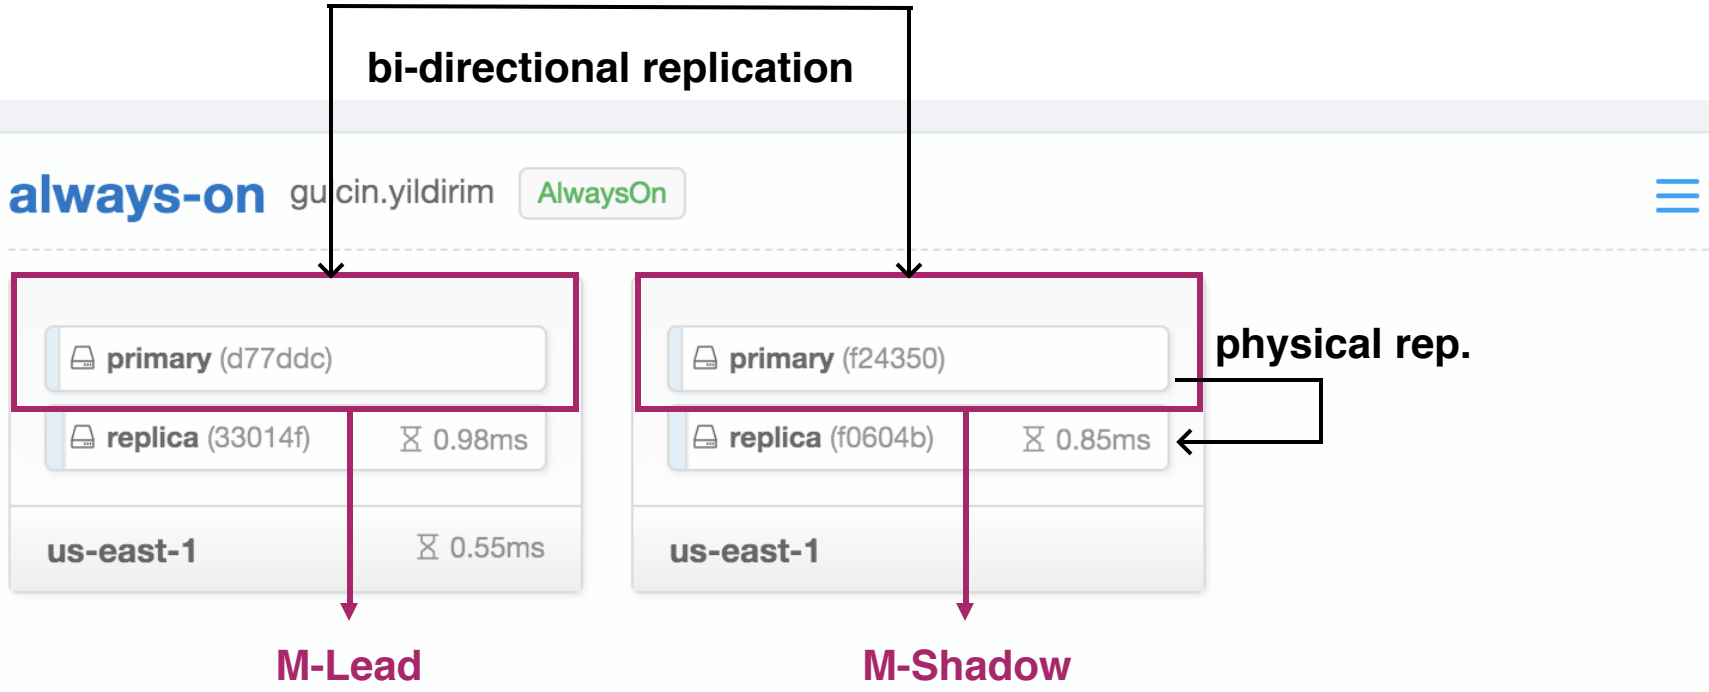 bi-directional replication
always-on gulcin.yildirim AlwaysOn
primary (d77ddc)
replica (33014f) 0.98ms
us-east-1 0.55ms
M-Lead
primary (f24350)
physical rep.
replica (f0604b) 0.85ms
us-east-1
M-Shadow